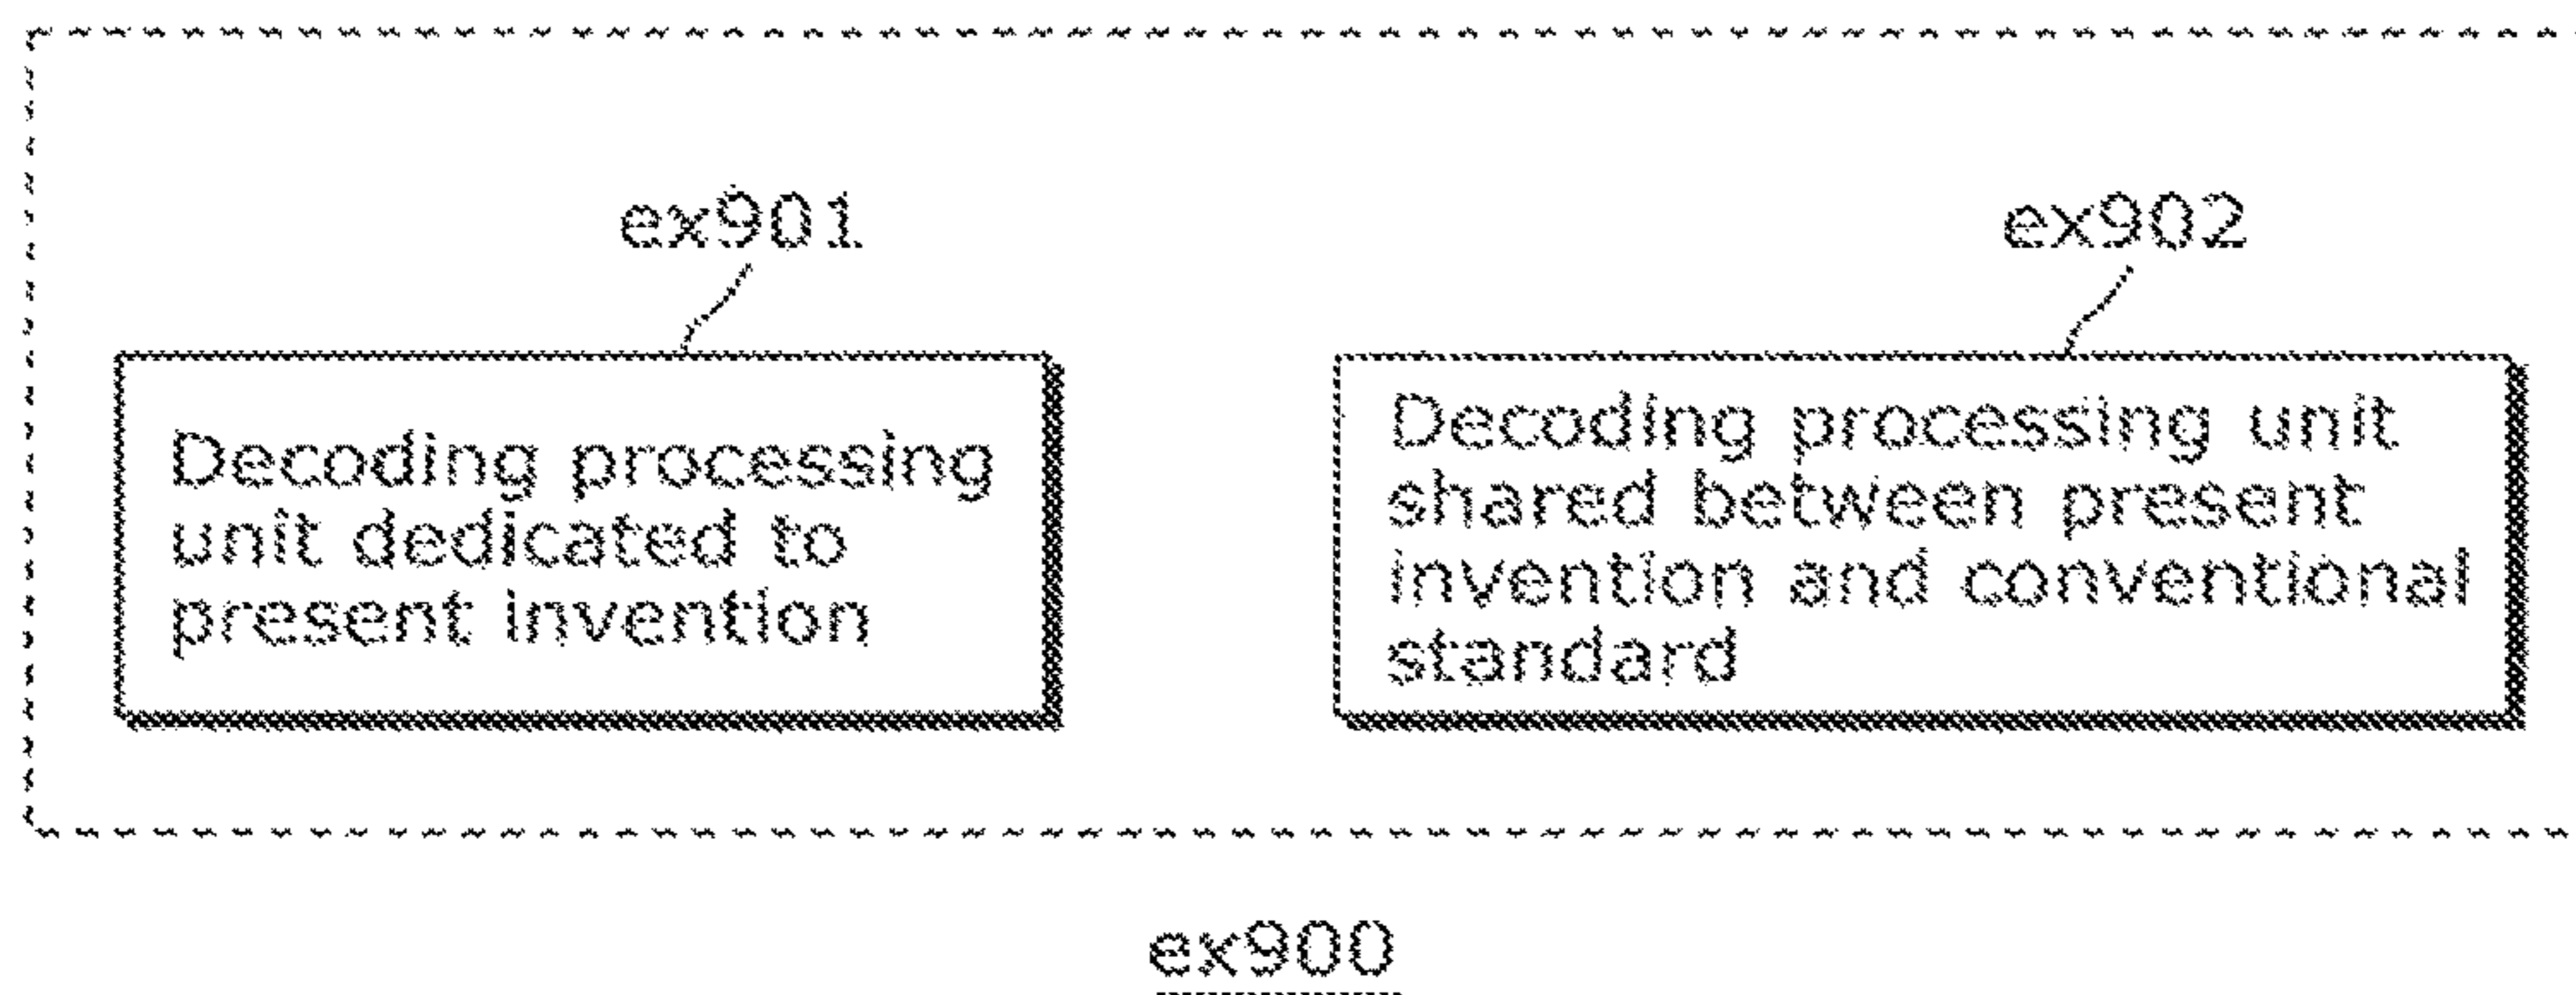 ex901
ex902
Decoding processing
unit dedicated to
present invention
Decoding processing unit
shared between present
invention and conventional
standard
ex900